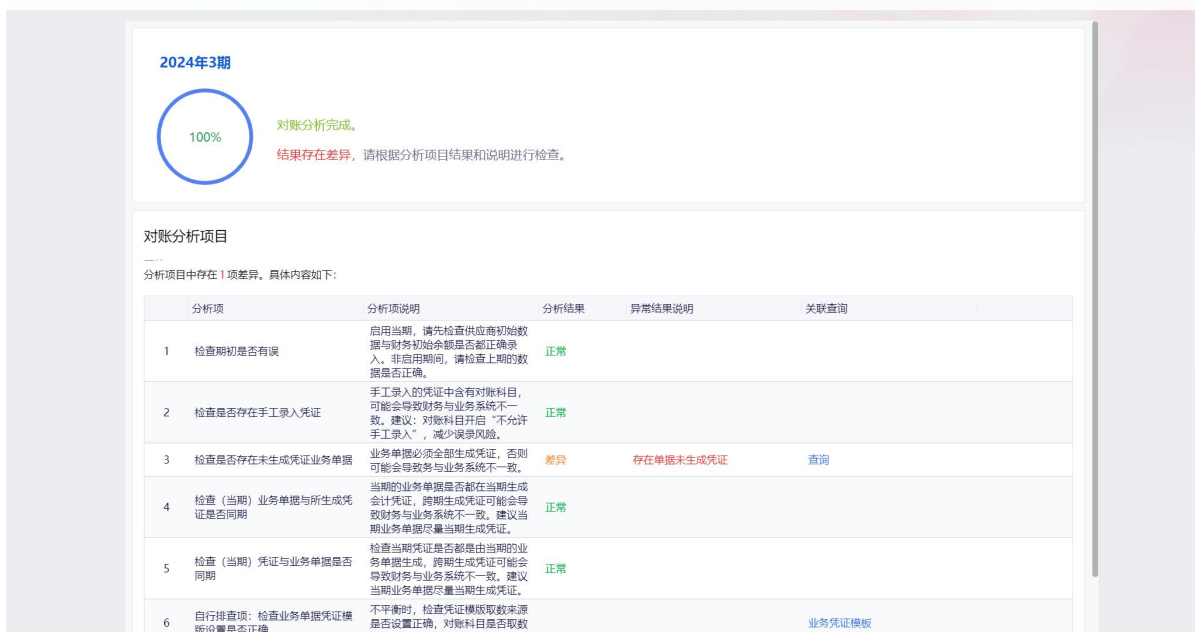 2024年3期
100%
对账分析完成。
结果存在差异，请根据分析项目结果和说明进行检查。
对账分析项目
分析项目中存在1项差异。具体内容如下：
分析项 分析项说明 分析结果 异常结果说明 关联查询
1 检查期初是否有误
启用当期，请先检查供应商初始数
据与财务初始余额是否都正确录
入。非启用期间，请检查上期的数
据是否正确。
正常
2 检查是否存在手工录入凭证
手工录入的凭证中含有对账科目，
可能会导致财务与业务系统不一
致。建议：对账科目开启“不允许
手工录入”，减少误录风险。
正常
3 检查是否存在未生成凭证业务单据
业务单据必须全部生成凭证，否则
可能会导致务与业务系统不一致。
差异 存在单据未生成凭证 查询
4 检查（当期）业务单据与所生成凭
证是否同期
当期的业务单据是否都在当期生成
会计凭证，跨期生成凭证可能会导
致财务与业务系统不一致。建议当
期业务单据尽量当期生成凭证。
正常
5 检查（当期）凭证与业务单据是否
同期
检查当期凭证是否都是由当期的业
务单据生成，跨期生成凭证可能会
导致财务与业务系统不一致。建议
当期业务单据尽量当期生成凭证。
正常
6 自行排查项：检查业务单据凭证模
版设置是否正确
不平衡时，检查凭证模版取数来源
是否设置正确，对账科目是否取数
业务凭证模板